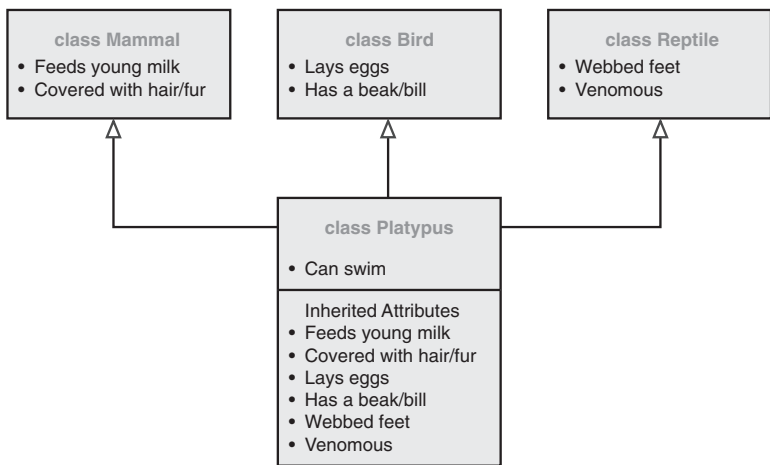 class Mammal
• Feeds young milk
• Covered with hair/fur
class Bird
• Lays eggs
• Has a beak/bill
class Reptile
• Webbed feet
• Venomous
class Platypus
• Can swim
Inherited Attributes
• Feeds young milk
• Covered with hair/fur
• Lays eggs
• Has a beak/bill
• Webbed feet
• Venomous